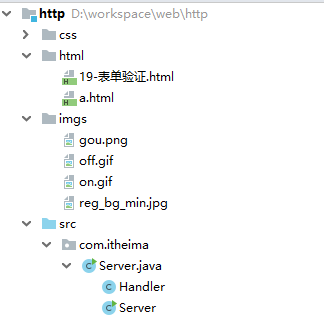 http D:\workspace\web\http
css
html
19-表单验证.html
a.html
imgs
gou.png
off.gif
on.gif
reg_bg_min.jpg
src
com.itheima
Server.java
Handler
Server